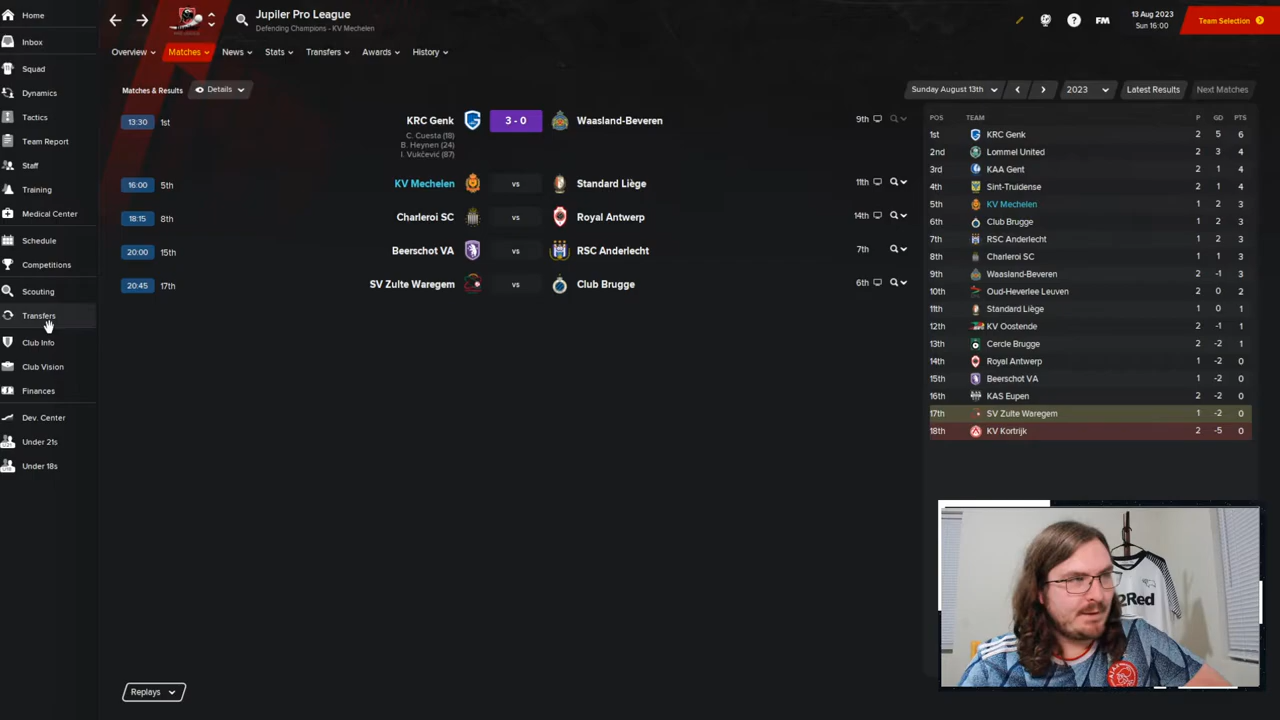 Home
Jupiler Pro League
Defending Champions - KV Mechelen
? FM
13 Aug 2023
Sun 16:00
Team Selection
Overview Matches News Stats Transfers Awards History
Inbox
Squad
Dynamics
Tactics
Team Report
Staff
Training
Medical Center
Schedule
Competitions
Scouting
Transfers
Club Info
Club Vision
Finances
Dev. Center
Under 21s
Under 18s
Matches & Results Details
Sunday August 13th 2023 Latest Results Next Matches
13:30 1st KRC Genk 3 - 0 Waasland-Beveren 9th
C. Cuesta (18)
B. Heynen (24)
I. Vukčević (87)
16:00 5th KV Mechelen vs Standard Liège 11th
18:15 8th Charleroi SC vs Royal Antwerp 14th
20:00 15th Beerschot VA vs RSC Anderlecht 7th
20:45 17th SV Zulte Waregem vs Club Brugge 6th
POS TEAM P GD PTS
1st KRC Genk 2 5 6
2nd Lommel United 2 3 4
3rd KAA Gent 2 1 4
4th Sint-Truidense 2 1 4
5th KV Mechelen 1 2 3
6th Club Brugge 1 2 3
7th RSC Anderlecht 1 2 3
8th Charleroi SC 1 1 3
9th Waasland-Beveren 2 -1 3
10th Oud-Heverlee Leuven 2 0 2
11th Standard Liège 1 0 1
12th KV Oostende 2 -1 1
13th Cercle Brugge 2 -2 1
14th Royal Antwerp 1 -2 0
15th Beerschot VA 1 -2 0
16th KAS Eupen 2 -2 0
17th SV Zulte Waregem 1 -2 0
18th KV Kortrijk 2 -5 0
Replays